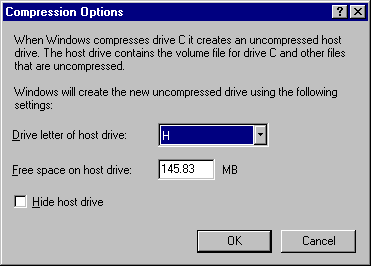 Compression Options
When Windows compresses drive C it creates an uncompressed host
drive. The host drive contains the volume file for drive C and other files
that are uncompressed.
Windows will create the new uncompressed drive using the following
settings:
Drive letter of host drive: H
Free space on host drive: 145.83 MB
Hide host drive
OK Cancel